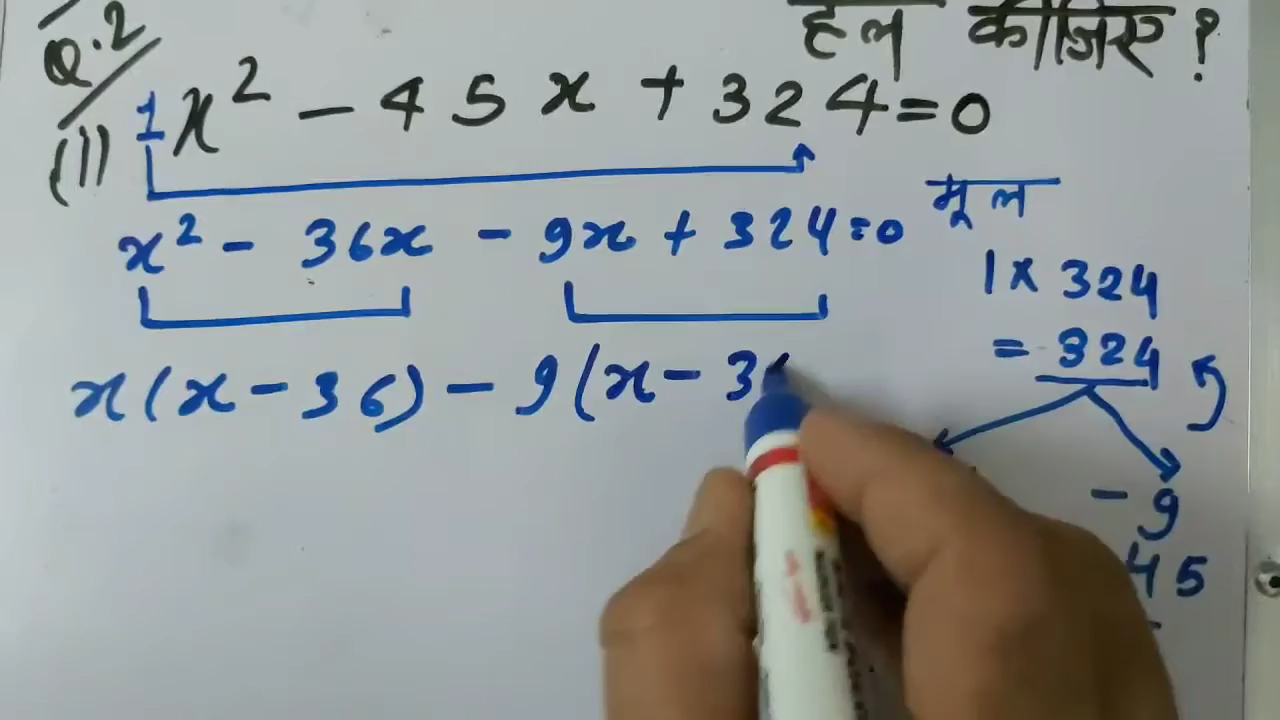 हल कीजिए ?
Q.2
(I) 1x² - 45x + 324 = 0
x² - 36x - 9x + 324 = 0
मूल
1 × 324
= 324
x(x - 36) - 9(x - 3
- 9
45